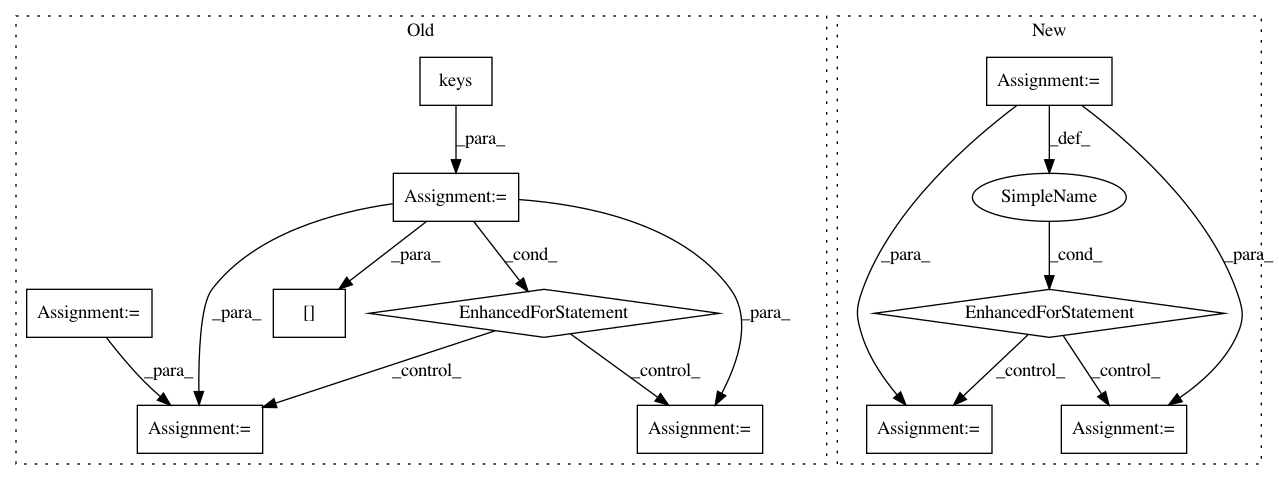 Old
New
keys
Assignment:=
_para_
_def_
Assignment:=
SimpleName
_para_
_cond_
_para_
_cond_
_para_
Assignment:=
[]
EnhancedForStatement
_para_
EnhancedForStatement
_para_
_control_
_control_
_control_
_control_
Assignment:=
Assignment:=
Assignment:=
Assignment:=